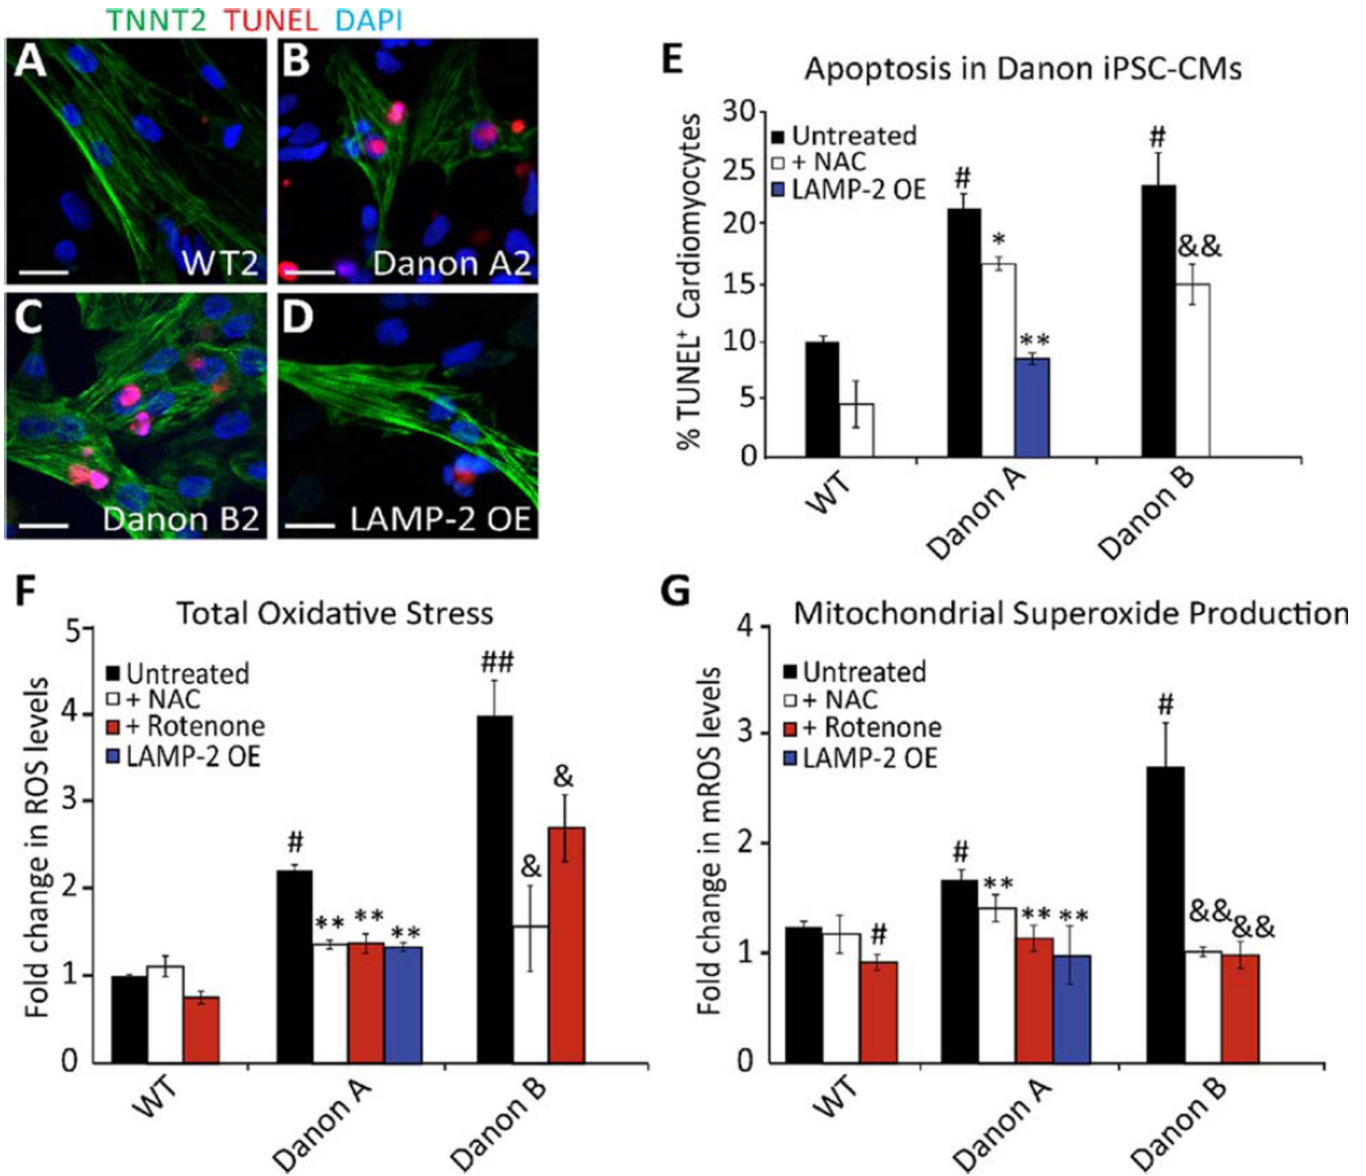 TNNT2 TUNEL DAPI
A
WT2
B
Danon A2
C
Danon B2
D
LAMP-2 OE
E
Apoptosis in Danon iPSC-CMs
% TUNEL⁺ Cardiomyocytes
30
25
20
15
10
5
0
Untreated
+ NAC
LAMP-2 OE
#
*
**
#
&&
WT
Danon A
Danon B
F
Total Oxidative Stress
Fold change in ROS levels
5
4
3
2
1
0
Untreated
+ NAC
+ Rotenone
LAMP-2 OE
#
**
**
**
##
&
&
WT
Danon A
Danon B
G
Mitochondrial Superoxide Production
Fold change in mROS levels
4
3
2
1
0
Untreated
+ NAC
+ Rotenone
LAMP-2 OE
#
#
**
**
**
#
&&
&&
WT
Danon A
Danon B